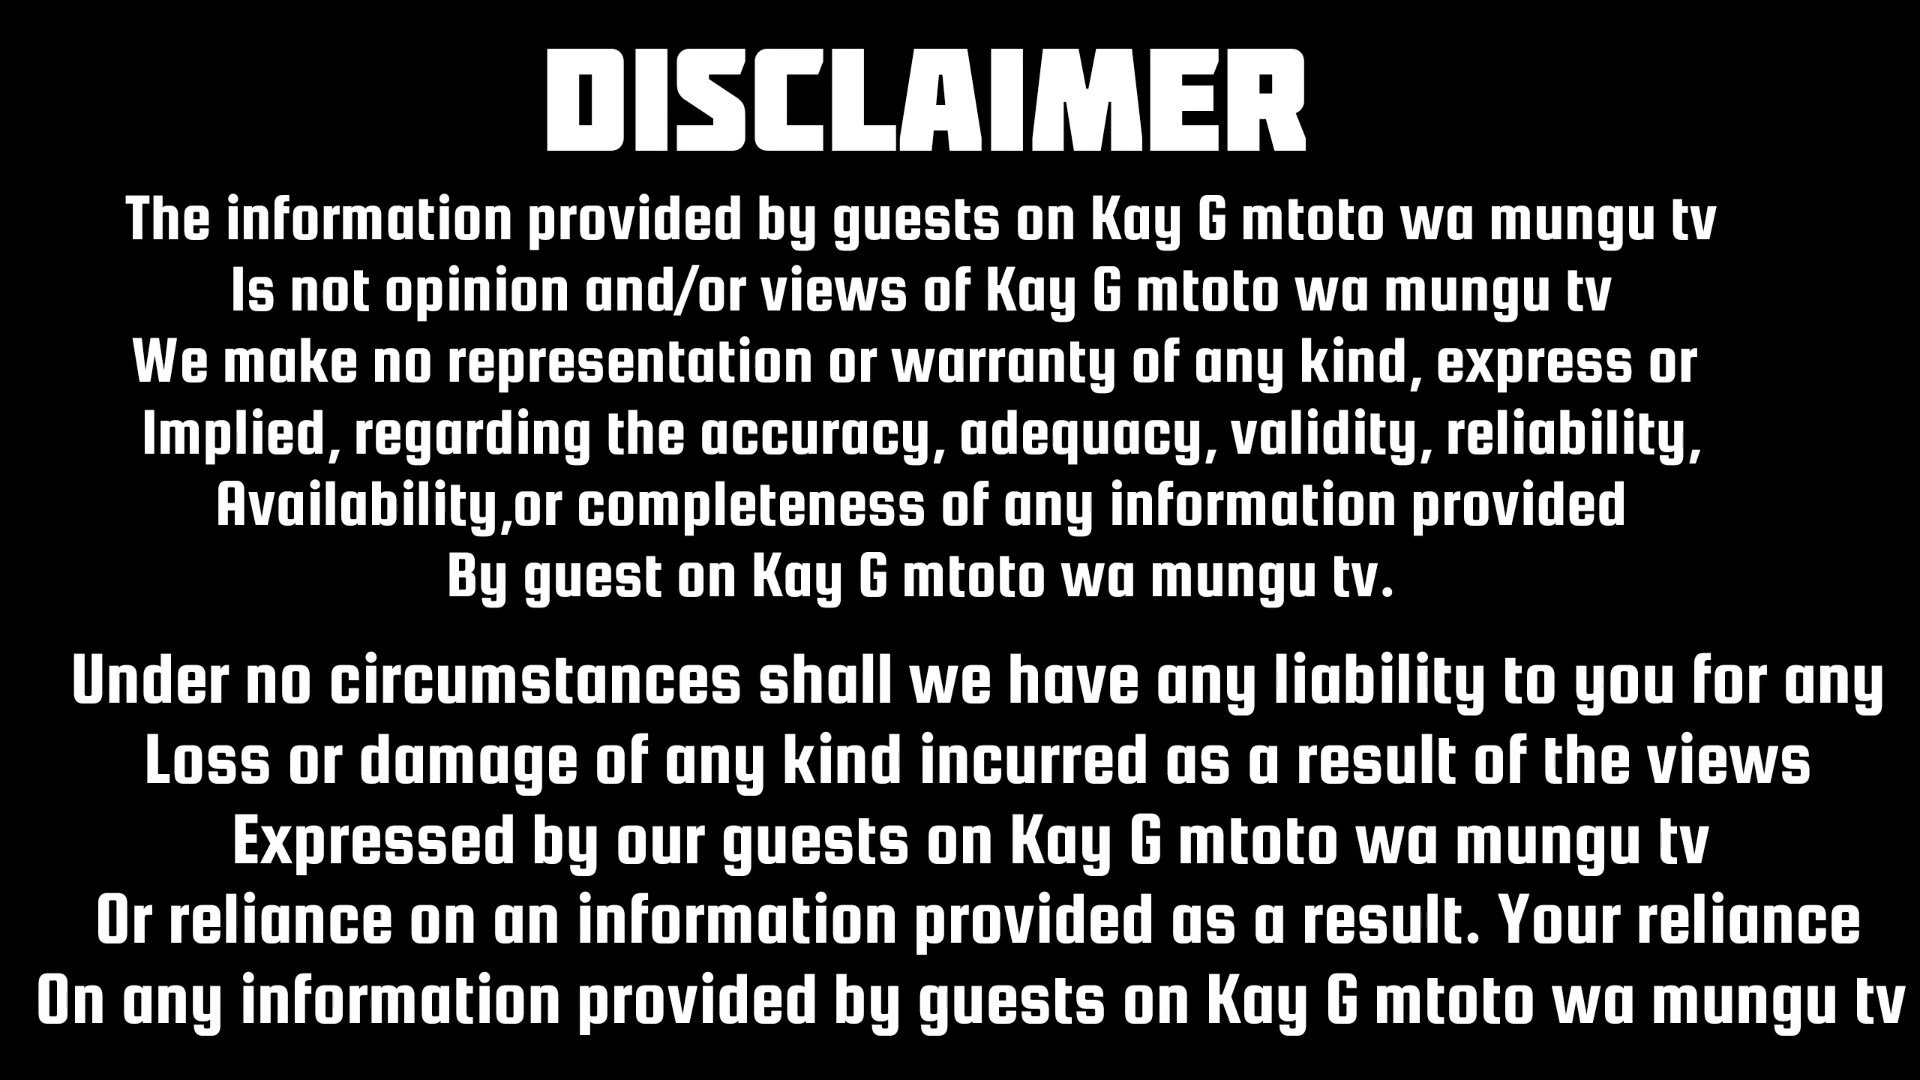 DISCLAIMER
The information provided by guests on Kay G mtoto wa mungu tv
Is not opinion and/or views of Kay G mtoto wa mungu tv
We make no representation or warranty of any kind, express or
Implied, regarding the accuracy, adequacy, validity, reliability,
Availability,or completeness of any information provided
By guest on Kay G mtoto wa mungu tv.
Under no circumstances shall we have any liability to you for any
Loss or damage of any kind incurred as a result of the views
Expressed by our guests on Kay G mtoto wa mungu tv
Or reliance on an information provided as a result. Your reliance
On any information provided by guests on Kay G mtoto wa mungu tv